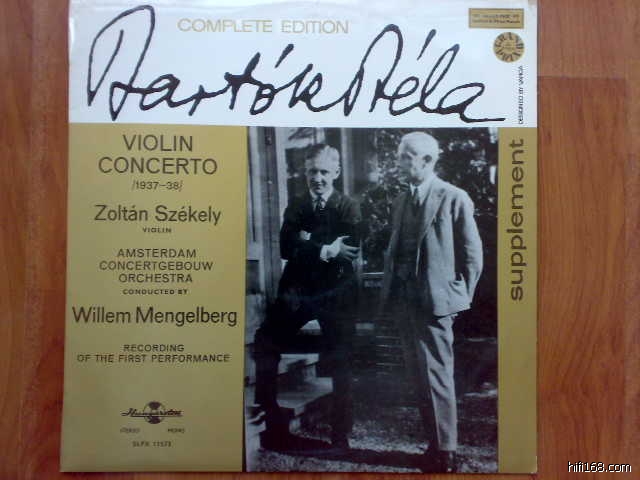 COMPLETE EDITION
Bartók Béla
DESIGNED BY VARGA
VIOLIN
CONCERTO
/1937–38/
Zoltán Székely
VIOLIN
AMSTERDAM
CONCERTGEBOUW
ORCHESTRA
CONDUCTED BY
Willem Mengelberg
RECORDING
OF THE FIRST PERFORMANCE
Hungaroton
STEREO MONO
SLPX 11573
supplement
hifi168.com